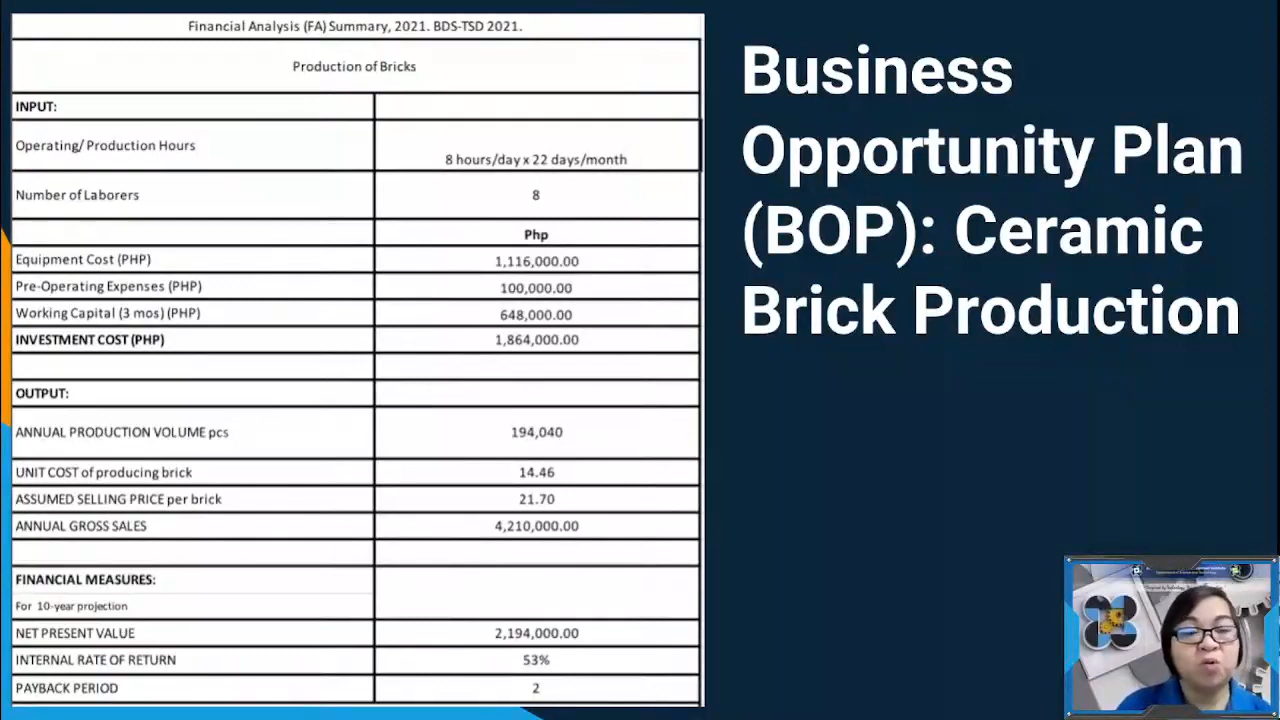 Financial Analysis (FA) Summary, 2021. BDS-TSD 2021.
Production of Bricks
INPUT:
Operating/ Production Hours 8 hours/day x 22 days/month
Number of Laborers 8
Php
Equipment Cost (PHP) 1,116,000.00
Pre-Operating Expenses (PHP) 100,000.00
Working Capital (3 mos) (PHP) 648,000.00
INVESTMENT COST (PHP) 1,864,000.00
OUTPUT:
ANNUAL PRODUCTION VOLUME pcs 194,040
UNIT COST of producing brick 14.46
ASSUMED SELLING PRICE per brick 21.70
ANNUAL GROSS SALES 4,210,000.00
FINANCIAL MEASURES:
For 10-year projection
NET PRESENT VALUE 2,194,000.00
INTERNAL RATE OF RETURN 53%
PAYBACK PERIOD 2
Business
Opportunity Plan
(BOP): Ceramic
Brick Production